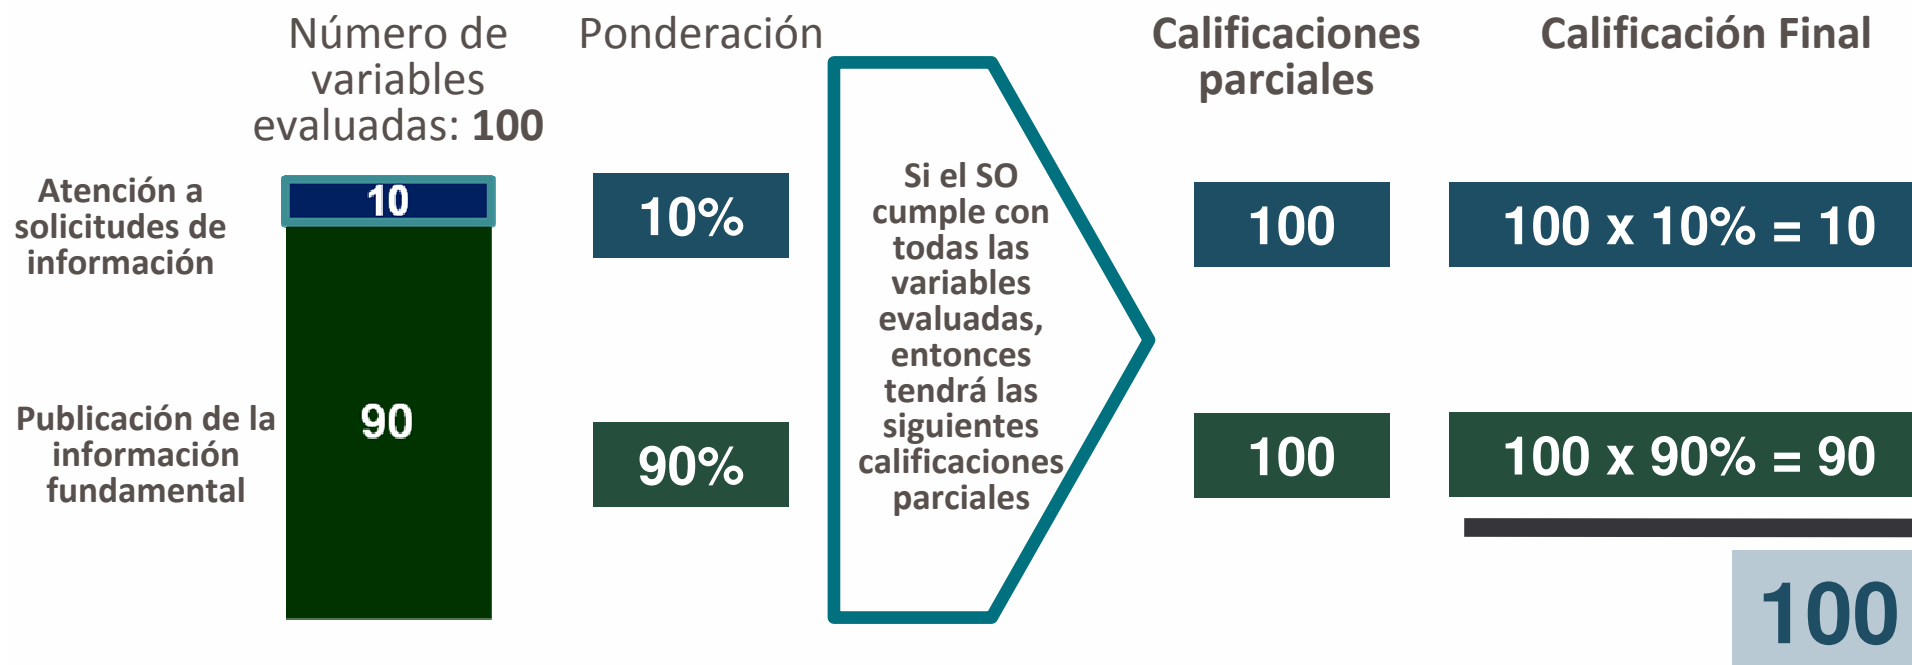 Número de
variables
evaluadas: 100
Ponderación
Calificaciones
parciales
Calificación Final
Atención a
solicitudes de
información
10
10%
Si el SO
cumple con
todas las
variables
evaluadas,
entonces
tendrá las
siguientes
calificaciones
parciales
100
100 x 10% = 10
Publicación de la
información
fundamental
90
90%
100
100 x 90% = 90
100